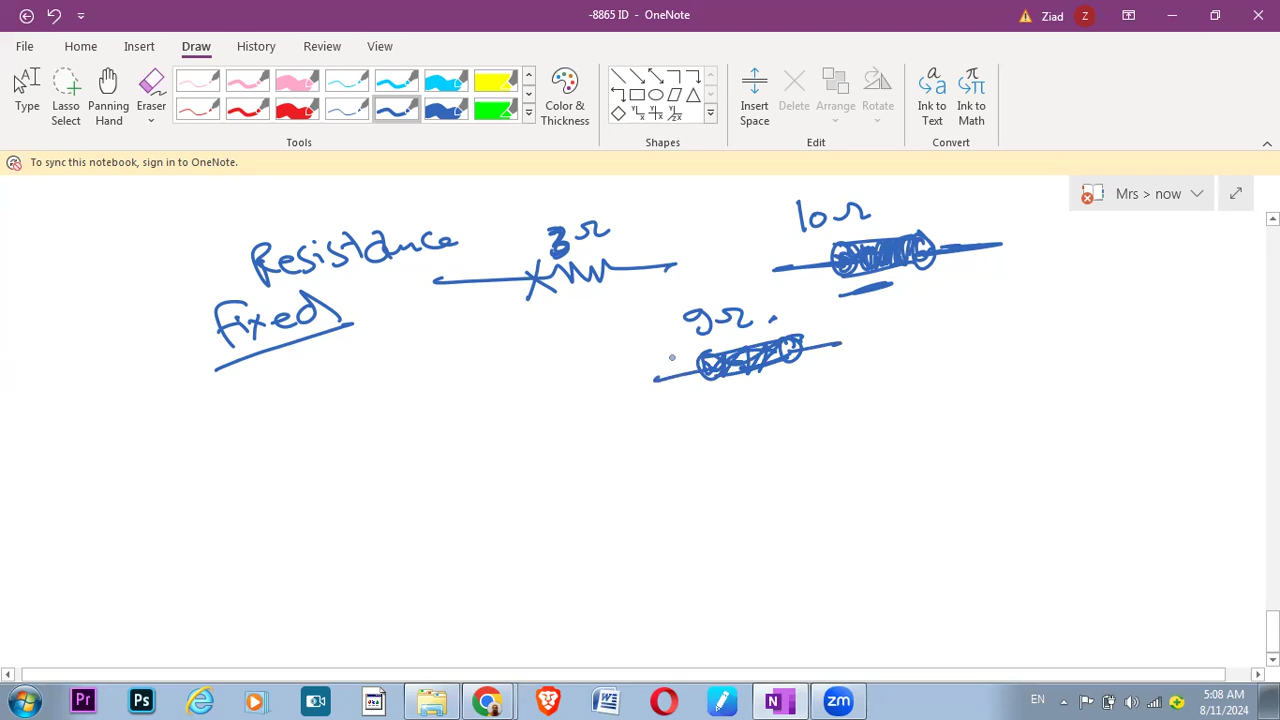 -8865 ID - OneNote
Ziad
Z
File Home Insert Draw History Review View
Type
Lasso Select
Panning Hand
Eraser
Color & Thickness
Insert Space
Delete
Arrange
Rotate
Ink to Text
Ink to Math
Tools
Shapes
Edit
Convert
To sync this notebook, sign in to OneNote.
Mrs > now
10Ω
Resistance
3Ω
fixed
9Ω
EN
5:08 AM
8/11/2024